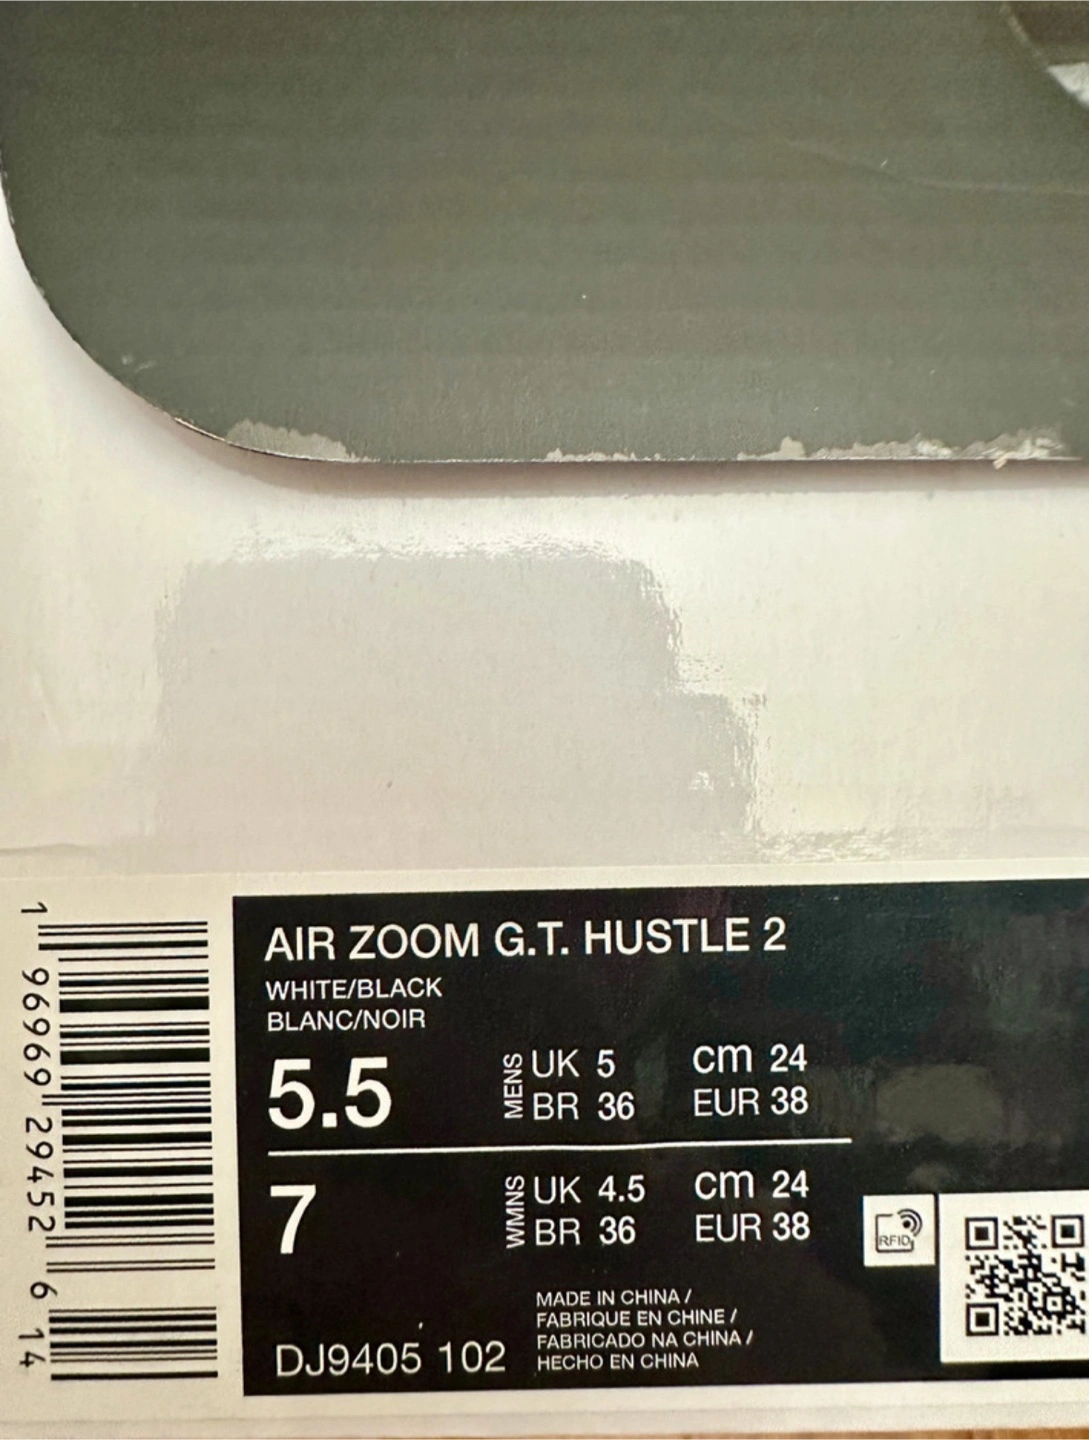 AIR ZOOM G.T. HUSTLE 2
WHITE/BLACK
BLANC/NOIR
5.5
MENS
UK 5 cm 24
BR 36 EUR 38
7
WMNS
UK 4.5 cm 24
BR 36 EUR 38
RFID
MADE IN CHINA /
FABRIQUE EN CHINE /
FABRICADO NA CHINA /
HECHO EN CHINA
DJ9405 102
1 96969 29452 6 14